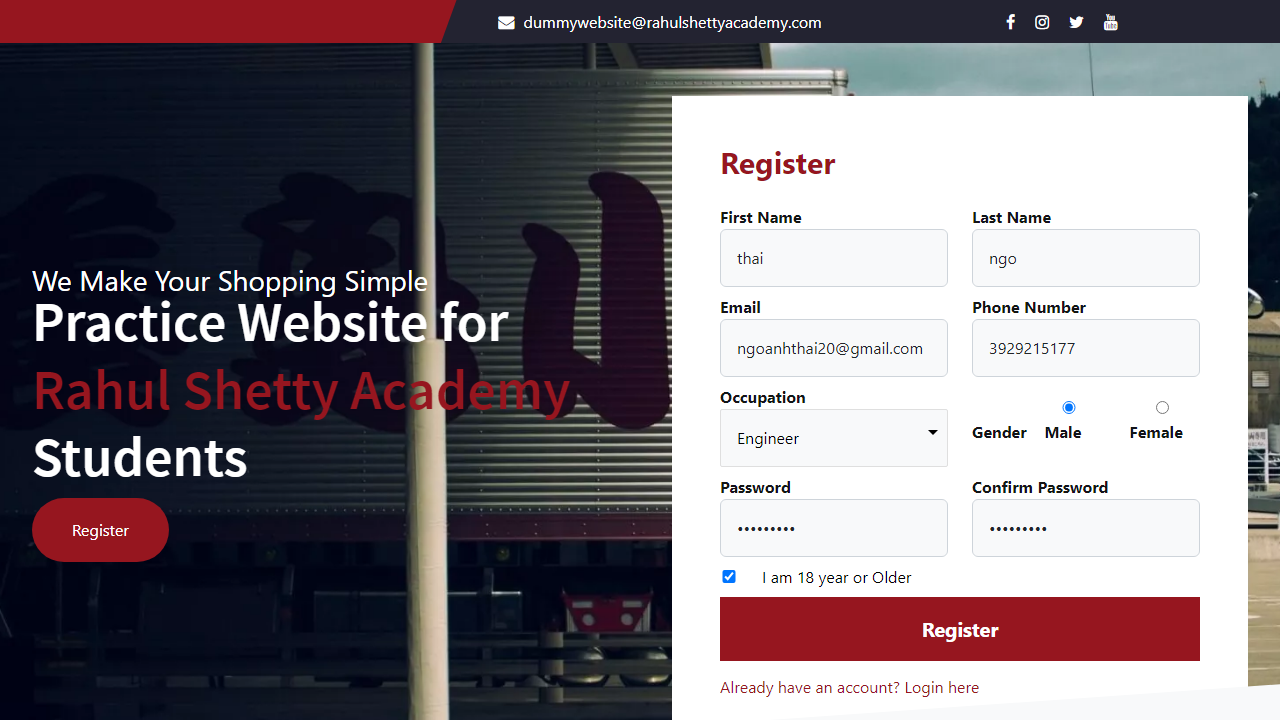 dummywebsite@rahulshettyacademy.com
We Make Your Shopping Simple
Practice Website for
Rahul Shetty Academy
Students
Register
Register
First Name
Last Name
thai
ngo
Email
Phone Number
ngoanhthai20@gmail.com
3929215177
Occupation
Engineer
Gender Male Female
Password
Confirm Password
•••••••••
•••••••••
I am 18 year or Older
Register
Already have an account? Login here